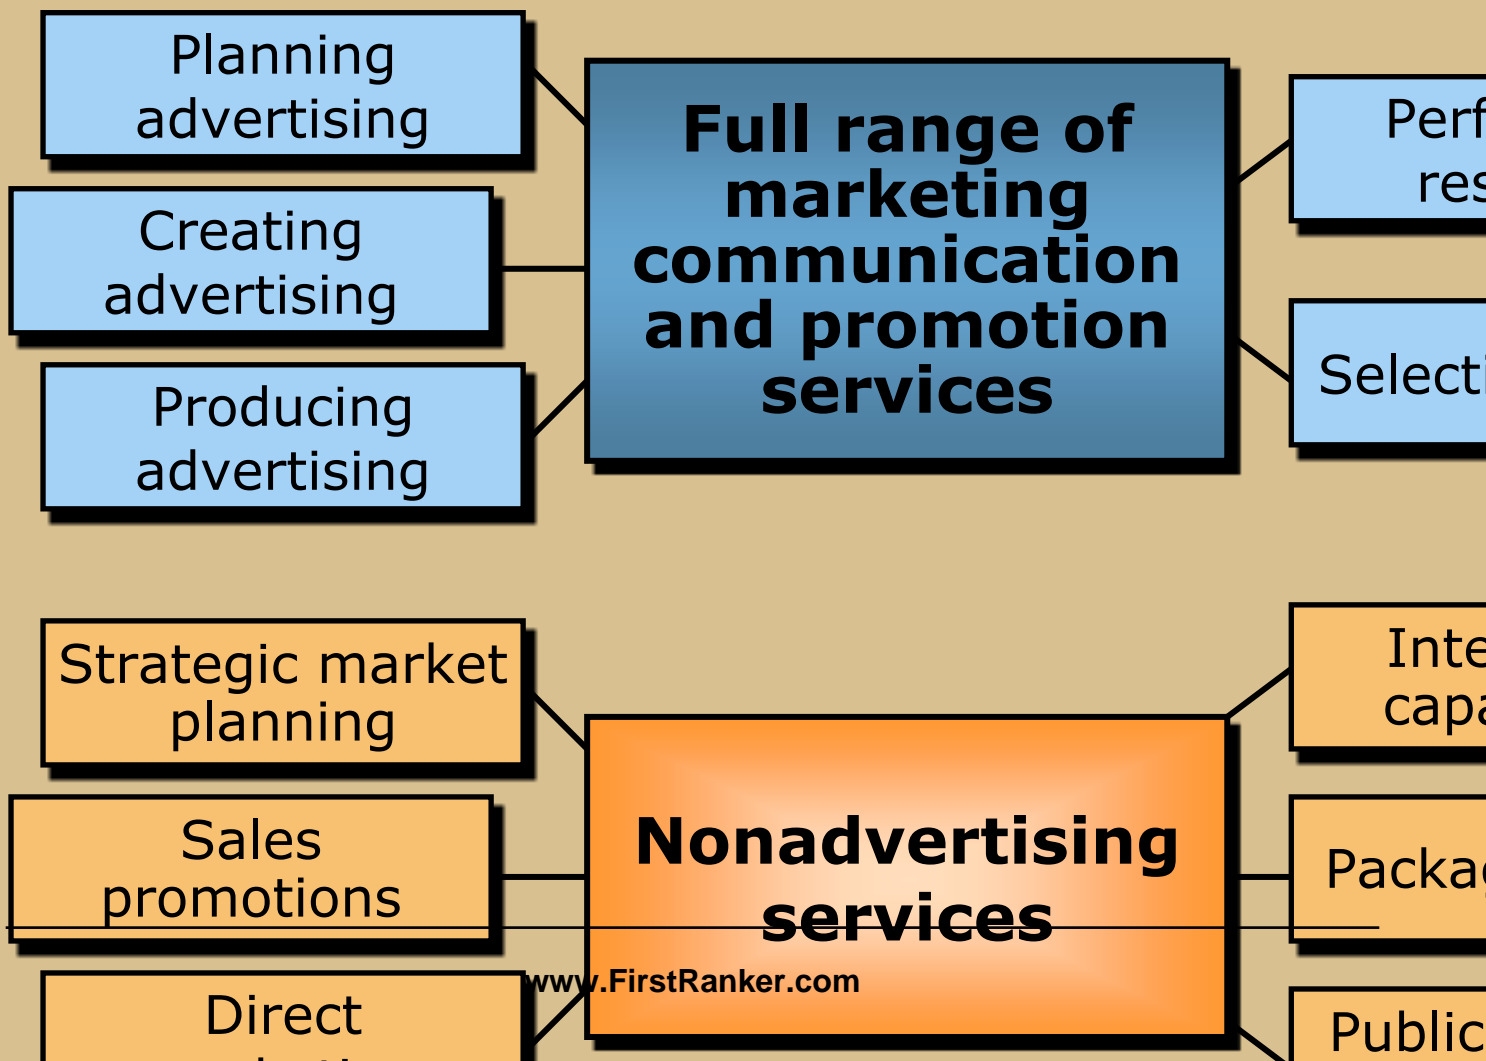 Planning
advertising
Creating
advertising
Producing
advertising
Full range of
marketing
communication
and promotion
services
Strategic market
planning
Sales
promotions
Direct
Nonadvertising
services
www.FirstRanker.com
Public